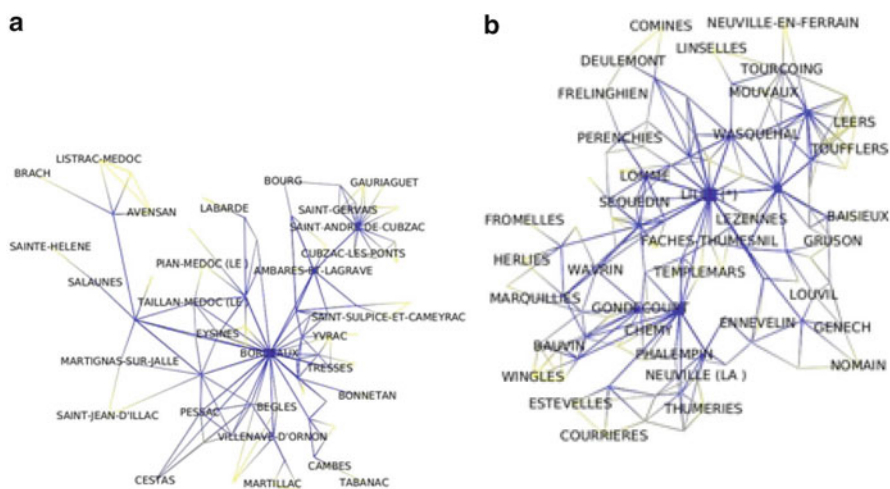 a
LISTRAC-MEDOC
BRACH
AVENSAN
LABARDE
BOURG
GAURIAGUET
SAINT-GERVAIS
SAINT-ANDRE-DE-CUBZAC
SAINTE-HELENE
CUBZAC-LES-PONTS
PIAN-MEDOC (LE )
AMBARES-ET-LAGRAVE
SALAUNES
TAILLAN-MEDOC (LE )
SAINT-SULPICE-ET-CAMEYRAC
EYSINES
YVRAC
BORDEAUX
MARTIGNAS-SUR-JALLE
TRESSES
BONNETAN
SAINT-JEAN-D'ILLAC
PESSAC
BEGLES
VILLENAVE-D'ORNON
CAMBES
CESTAS
MARTILLAC
TABANAC
b
COMINES
NEUVILLE-EN-FERRAIN
LINSELLES
DEULEMONT
TOURCOING
FRELINGHIEN
MOUVAUX
LEERS
PERENCHIES
WASQUEHAL
TOUFFLERS
LOMME
SEQUEDIN
FROMELLES
LEZENNES
BAISIEUX
FACHES-THUMESNIL
GRUSON
HERLIES
WAVRIN
TEMPLEMARS
MARQUILLIES
GONDECOURT
LOUVIL
CHEMY
ENNEVELIN
GENECH
BAUVIN
PHALEMPIN
WINGLES
NEUVILLE (LA )
NOMAIN
ESTEVELLES
THUMERIES
COURRIERES